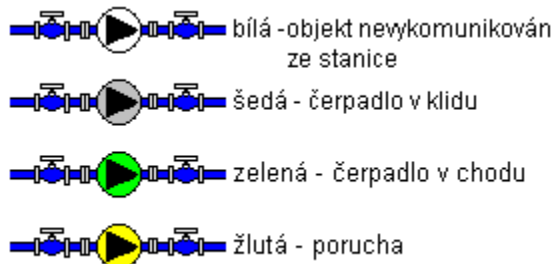 bílá -objekt nevykomunikován
ze stanice
šedá - čerpadlo v klidu
zelená - čerpadlo v chodu
žlutá - porucha